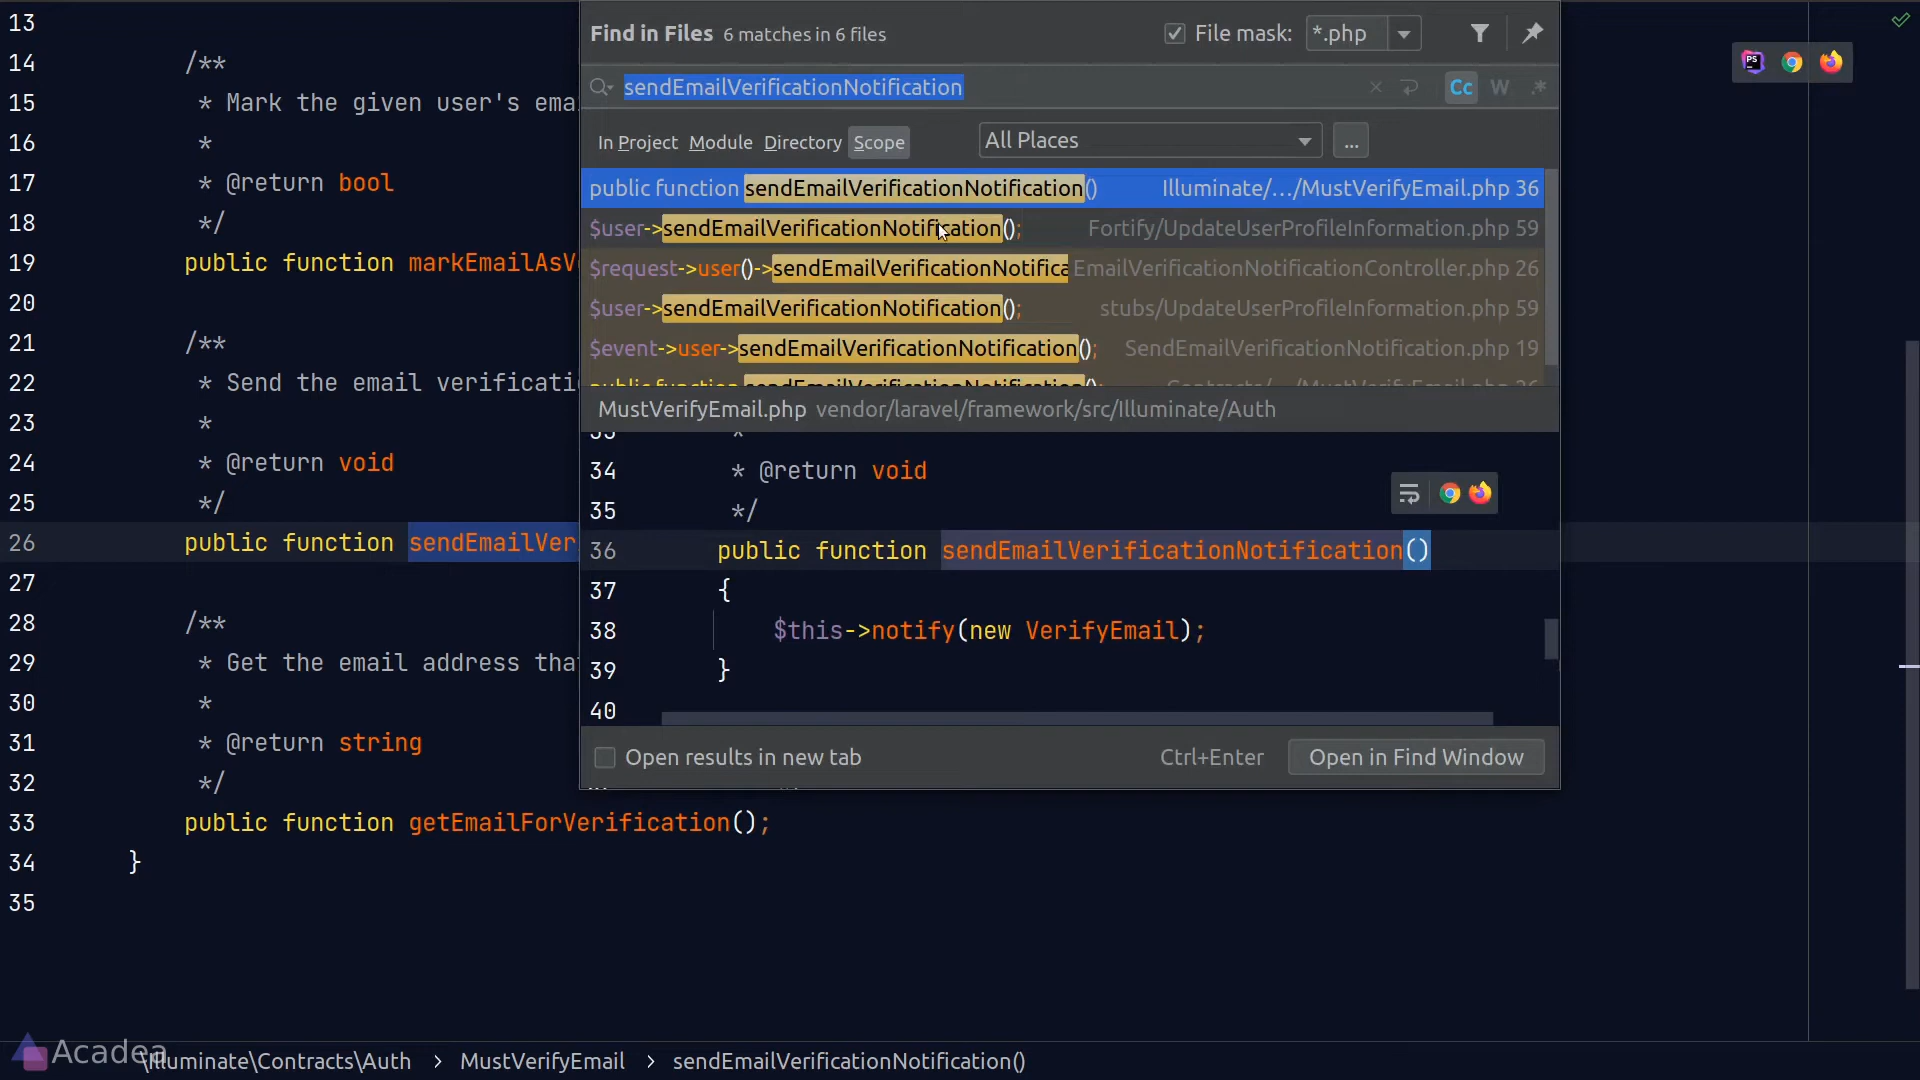 13
14 /**
15 * Mark the given user's ema
16 *
17 * @return bool
18 */
19 public function markEmailAsV
20
21 /**
22 * Send the email verificati
23 *
24 * @return void
25 */
26 public function sendEmailVer
27
28 /**
29 * Get the email address tha
30 *
31 * @return string
32 */
33 public function getEmailForVerification();
34 }
35
Find in Files 6 matches in 6 files File mask: *.php
sendEmailVerificationNotification Cc W .*
In Project Module Directory Scope All Places ...
public function sendEmailVerificationNotification() Illuminate/.../MustVerifyEmail.php 36
$user->sendEmailVerificationNotification(); Fortify/UpdateUserProfileInformation.php 59
$request->user()->sendEmailVerificationNotifica EmailVerificationNotificationController.php 26
$user->sendEmailVerificationNotification(); stubs/UpdateUserProfileInformation.php 59
$event->user->sendEmailVerificationNotification(); SendEmailVerificationNotification.php 19
MustVerifyEmail.php vendor/laravel/framework/src/Illuminate/Auth
34 * @return void
35 */
36 public function sendEmailVerificationNotification()
37 {
38 $this->notify(new VerifyEmail);
39 }
40
Open results in new tab Ctrl+Enter Open in Find Window
PS
Acadea
\Illuminate\Contracts\Auth > MustVerifyEmail > sendEmailVerificationNotification()